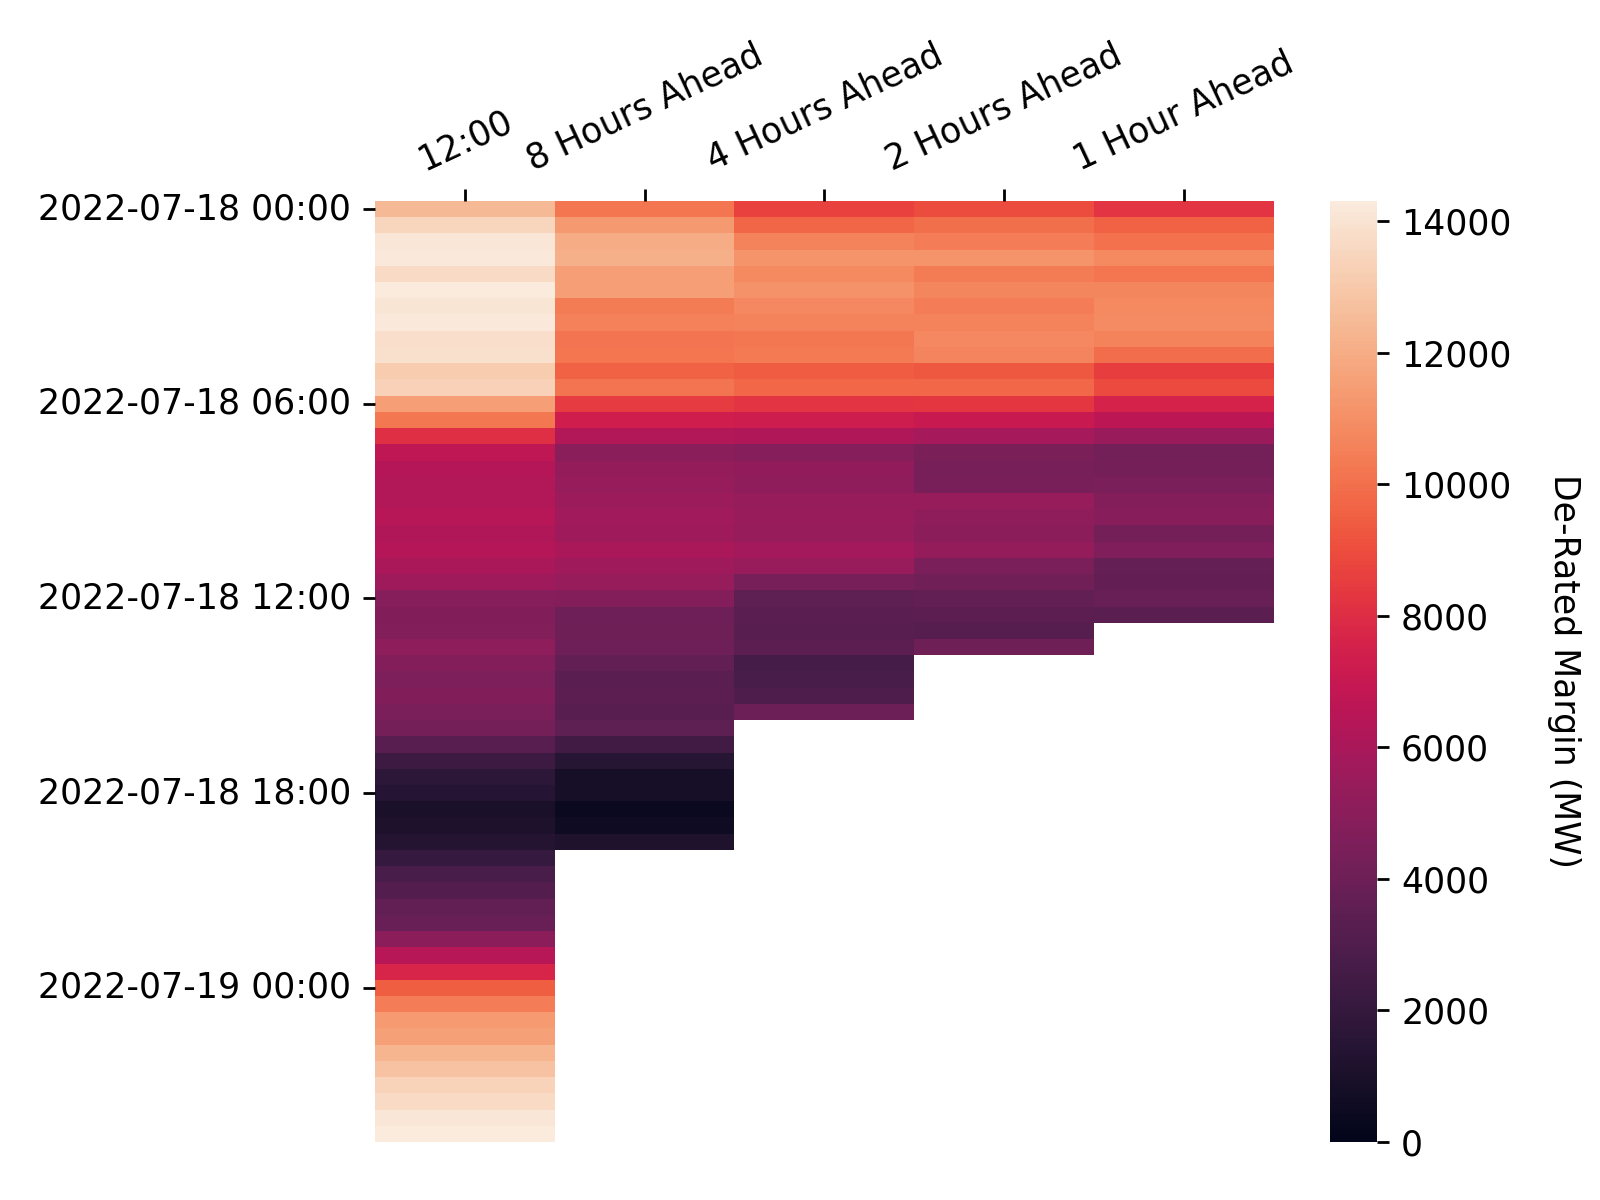 12:00
8 Hours Ahead
4 Hours Ahead
2 Hours Ahead
1 Hour Ahead
2022-07-18 00:00
2022-07-18 06:00
2022-07-18 12:00
2022-07-18 18:00
2022-07-19 00:00
14000
12000
10000
8000
6000
4000
2000
0
De-Rated Margin (MW)